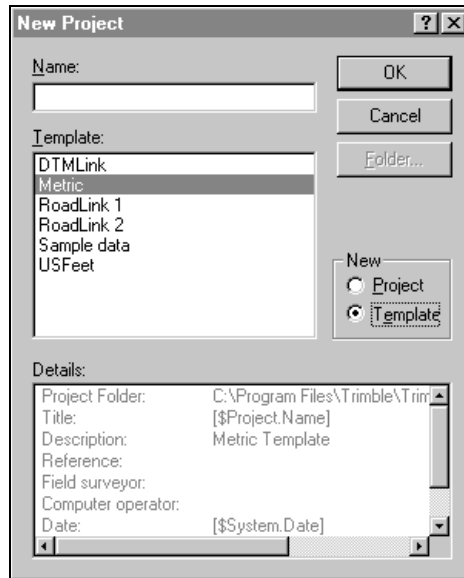 New Project
Name:
OK
Cancel
Template:
Folder...
DTMLink
Metric
RoadLink 1
RoadLink 2
Sample data
USFeet
New
Project
Template
Details:
Project Folder: C:\Program Files\Trimble\Trim
Title: [$Project.Name]
Description: Metric Template
Reference:
Field surveyor:
Computer operator:
Date: [$System.Date]